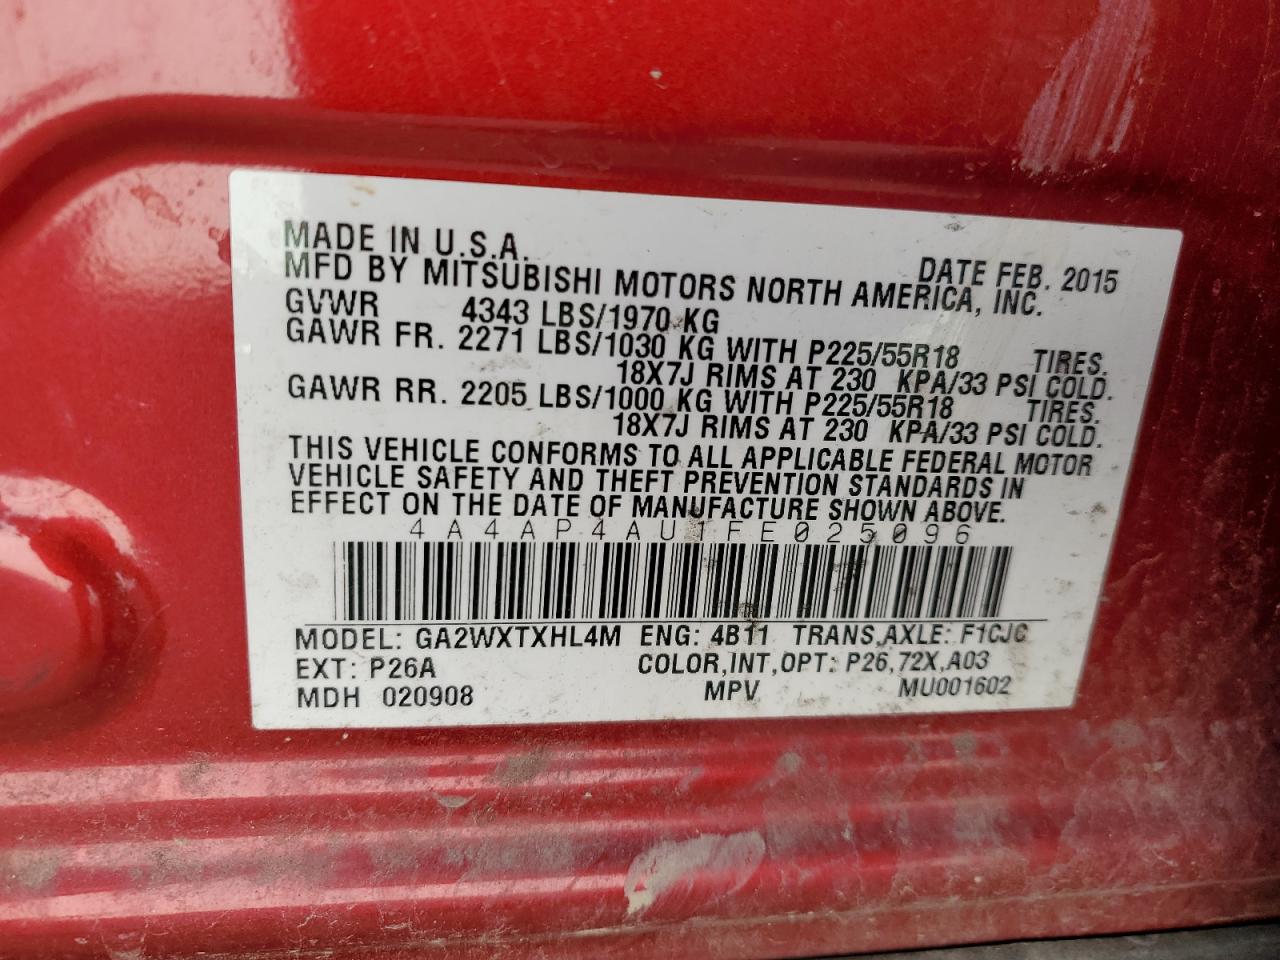 MADE IN U.S.A. DATE FEB. 2015
MFD BY MITSUBISHI MOTORS NORTH AMERICA, INC.
GVWR 4343 LBS/1970 KG
GAWR FR. 2271 LBS/1030 KG WITH P225/55R18 TIRES.
18X7J RIMS AT 230 KPA/33 PSI COLD.
GAWR RR. 2205 LBS/1000 KG WITH P225/55R18 TIRES.
18X7J RIMS AT 230 KPA/33 PSI COLD.
THIS VEHICLE CONFORMS TO ALL APPLICABLE FEDERAL MOTOR
VEHICLE SAFETY AND THEFT PREVENTION STANDARDS IN
EFFECT ON THE DATE OF MANUFACTURE SHOWN ABOVE.
4A4AP4AU1FE025096
MODEL: GA2WXTXHL4M ENG: 4B11 TRANS,AXLE: F1CJC
EXT: P26A COLOR,INT,OPT: P26,72X,A03
MDH 020908 MPV MU001602